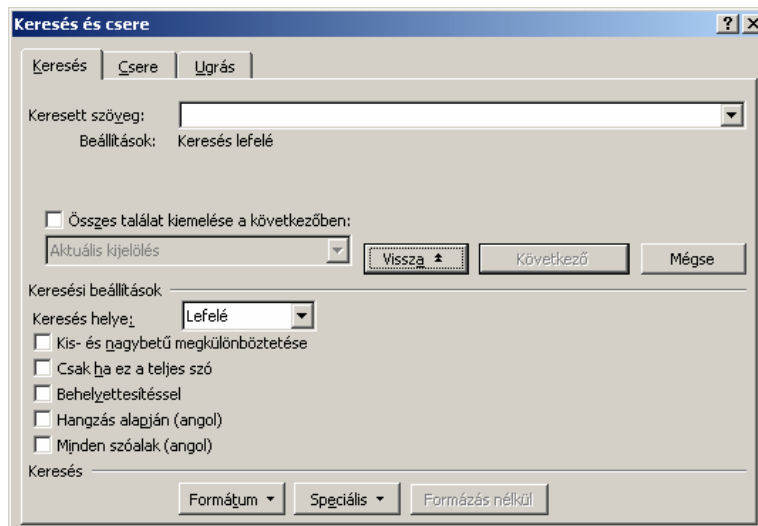 Keresés és csere
Keresés Csere Ugrás
Keresett szöveg:
Beállítások: Keresés lefelé
Összes találat kiemelése a következőben:
Aktuális kijelölés Vissza Következő Mégse
Keresési beállítások
Keresés helye: Lefelé
Kis- és nagybetű megkülönböztetése
Csak ha ez a teljes szó
Behelyettesítéssel
Hangzás alapján (angol)
Minden szóalak (angol)
Keresés
Formátum Speciális Formázás nélkül